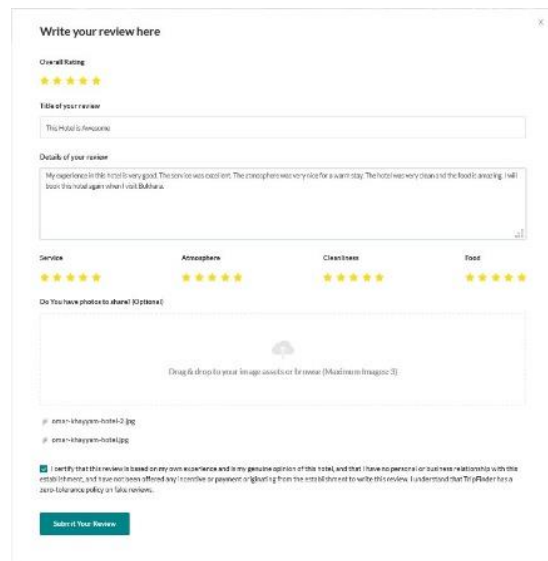 x
Write your review here
Overall Rating
Title of your review
This Hotel is Awesome
Details of your review
My experience in this hotel is very good. The service was excellent. The atmosphere was very nice for a warm stay. The hotel was very clean and the food is amazing. I will
book this hotel again when I visit Bukhara.
Service Atmosphere Cleanliness Food
Do You have photos to share? (Optional)
Drag & drop to your image assets or browse (Maximum Images: 3)
omar-khayyam-hotel-2.jpg
omar-khayyam-hotel.jpg
I certify that this review is based on my own experience and is my genuine opinion of this hotel, and that I have no personal or business relationship with this
establishment, and have not been offered any incentive or payment originating from the establishment to write this review. I understand that TripFinder has a
zero-tolerance policy on fake reviews.
Submit Your Review